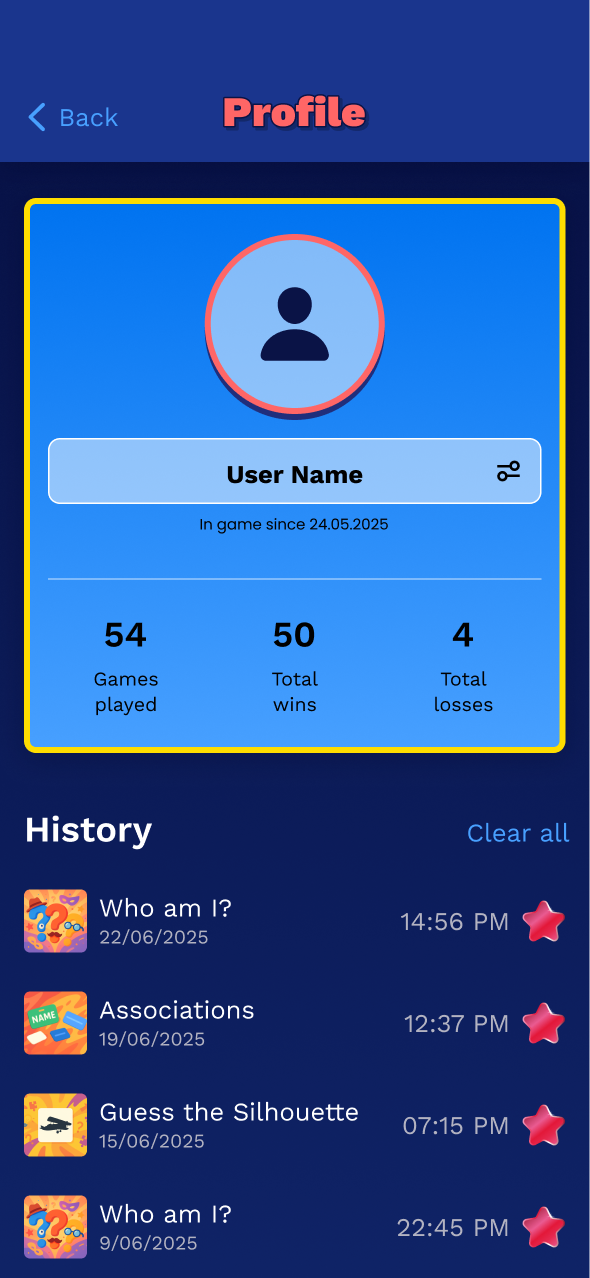 Back
Profile
User Name
In game since 24.05.2025
54 50 4
Games Total Total
played wins losses
History Clear all
Who am I?
22/06/2025
14:56 PM
NAME
Associations
19/06/2025
12:37 PM
Guess the Silhouette
15/06/2025
07:15 PM
Who am I?
9/06/2025
22:45 PM